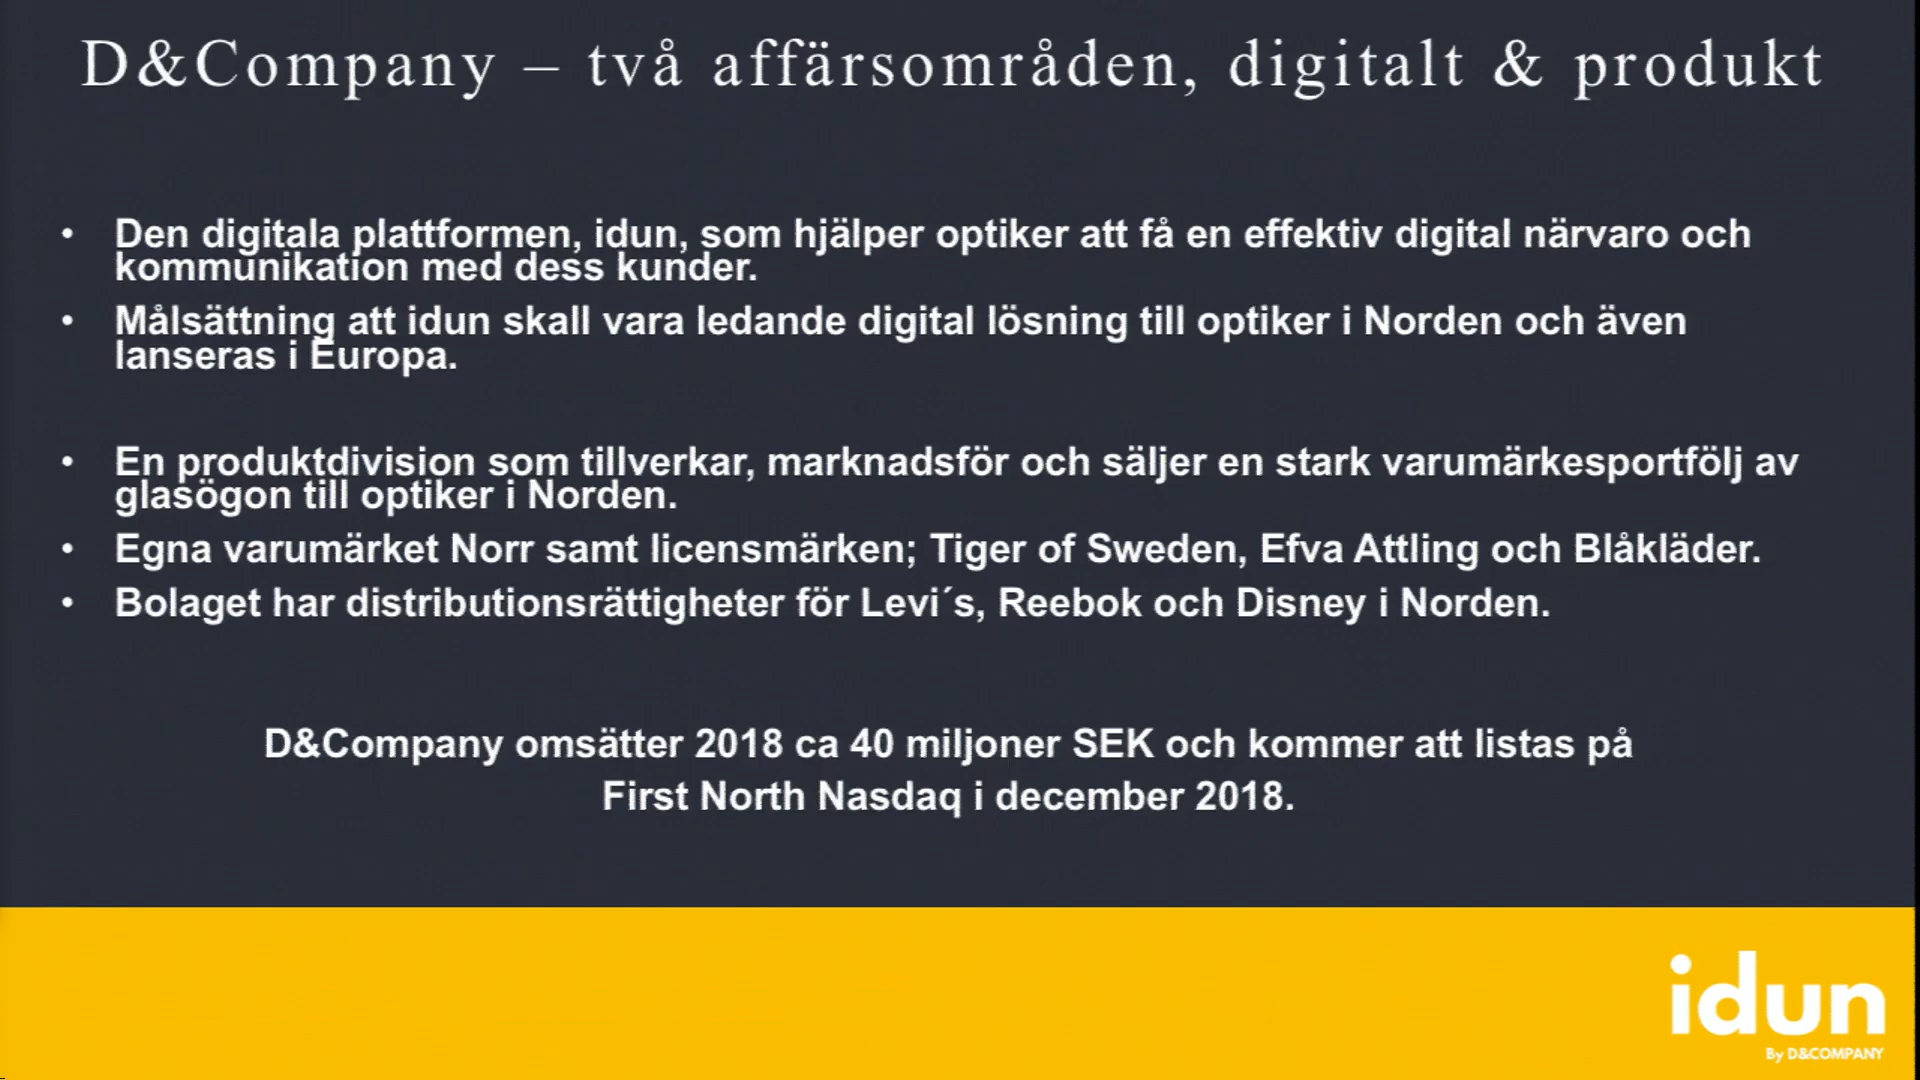 D&Company – två affärsområden, digitalt & produkt
• Den digitala plattformen, idun, som hjälper optiker att få en effektiv digital närvaro och
kommunikation med dess kunder.
• Målsättning att idun skall vara ledande digital lösning till optiker i Norden och även
lanseras i Europa.
• En produktdivision som tillverkar, marknadsför och säljer en stark varumärkesportfölj av
glasögon till optiker i Norden.
• Egna varumärket Norr samt licensmärken; Tiger of Sweden, Efva Attling och Blåkläder.
• Bolaget har distributionsrättigheter för Levi´s, Reebok och Disney i Norden.
D&Company omsätter 2018 ca 40 miljoner SEK och kommer att listas på
First North Nasdaq i december 2018.
idun
By D&COMPANY